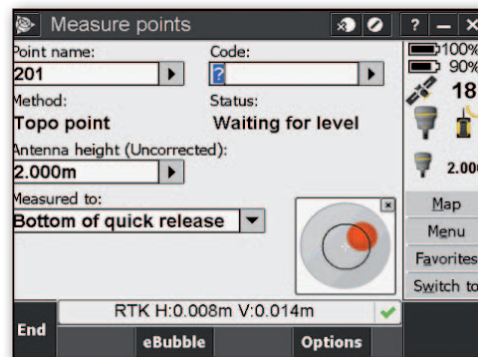 Measure points
? – ×
Point name: Code:
201 ?
Method: Status:
Topo point Waiting for level
Antenna height (Uncorrected):
2.000m
Measured to:
Bottom of quick release
100%
90%
18
2.000
Map
Menu
Favorites
Switch to
RTK H:0.008m V:0.014m
End
eBubble Options